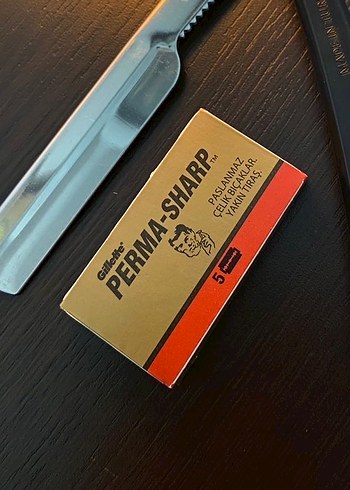 Gillette®
PERMA-SHARP™
PASLANMAZ
ÇELİK BIÇAKLAR.
YAKIN TIRAŞ.
5